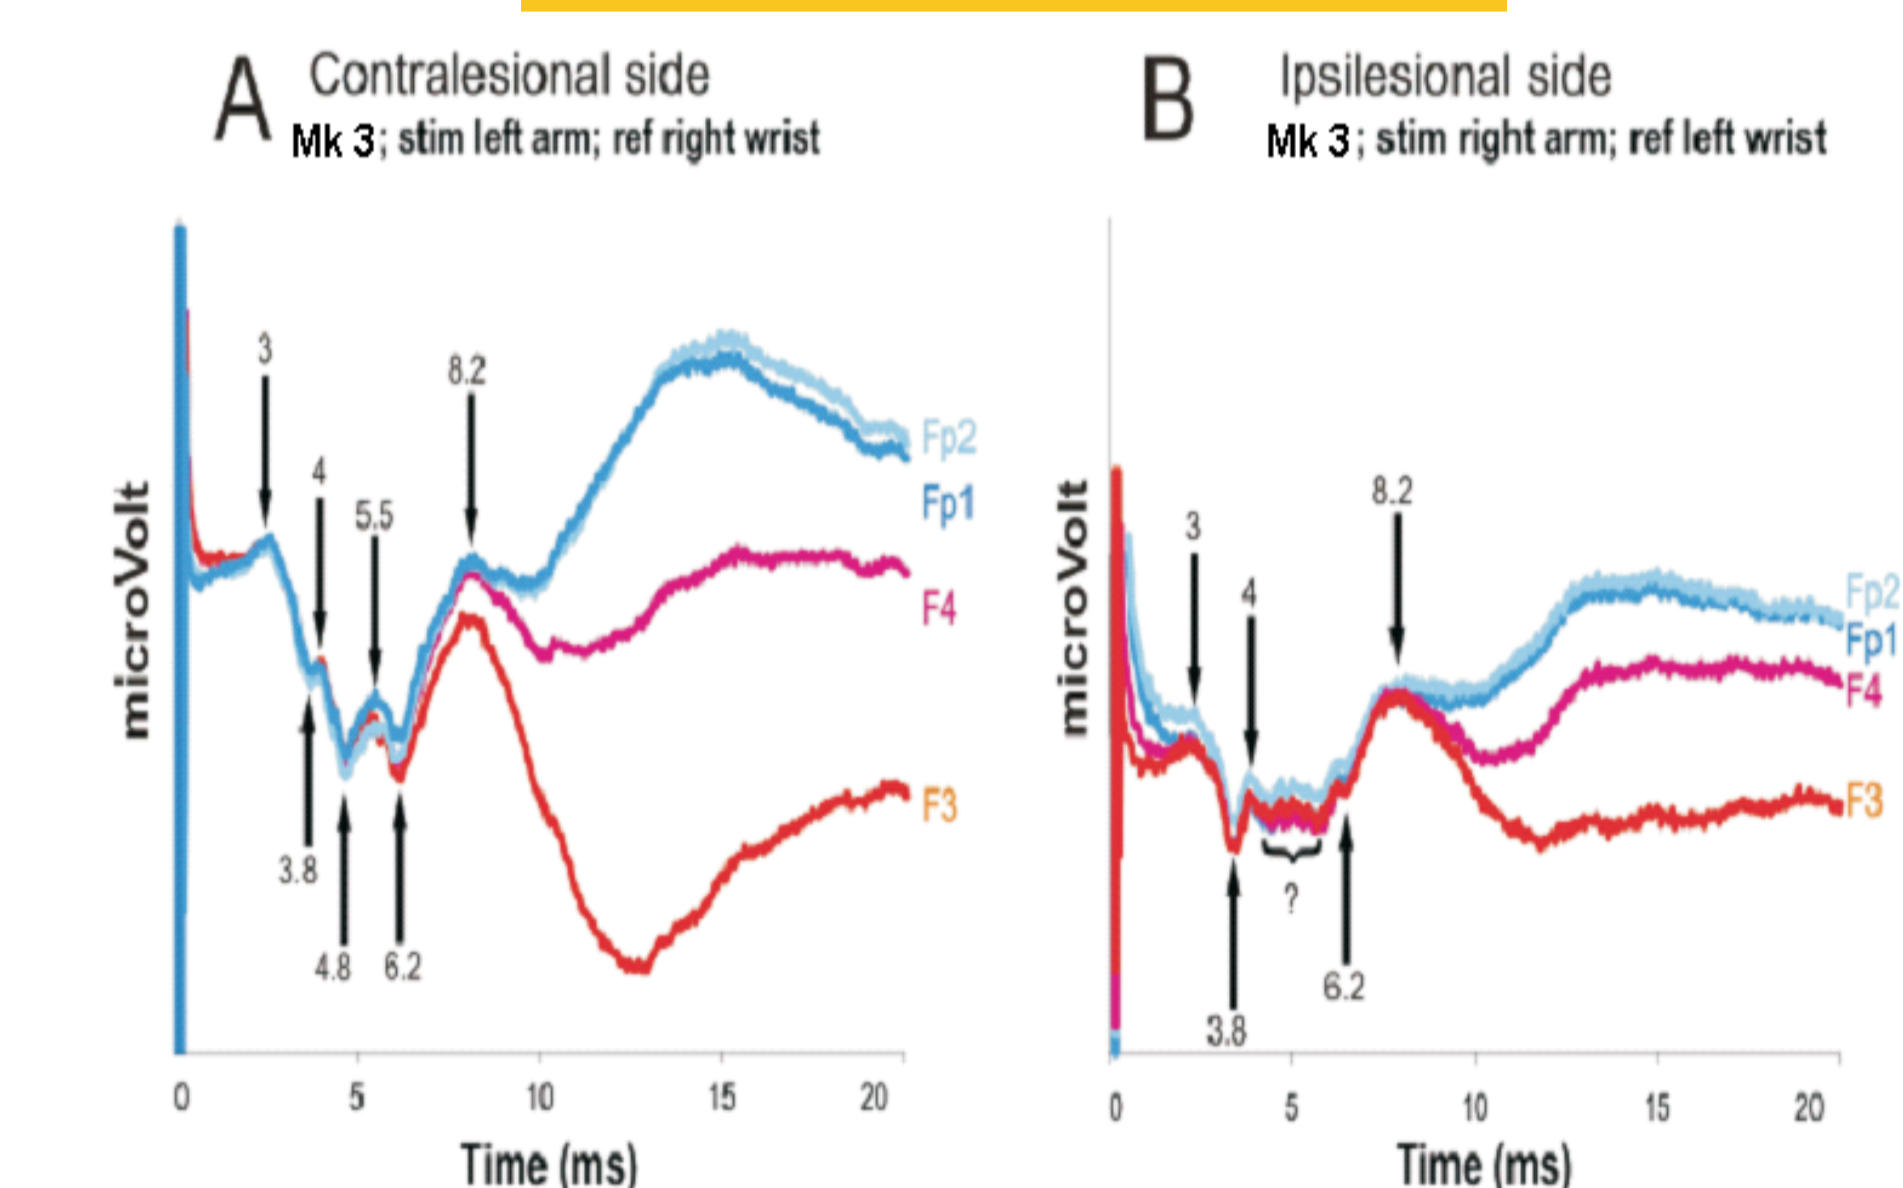 A Contralesional side
Mk 3; stim left arm; ref right wrist
3
8.2
4
5.5
3.8
4.8
6.2
Fp2
Fp1
F4
F3
microVolt
0 5 10 15 20
Time (ms)
B Ipsilesional side
Mk 3; stim right arm; ref left wrist
8.2
3
4
?
6.2
3.8
Fp2
Fp1
F4
F3
microVolt
0 5 10 15 20
Time (ms)